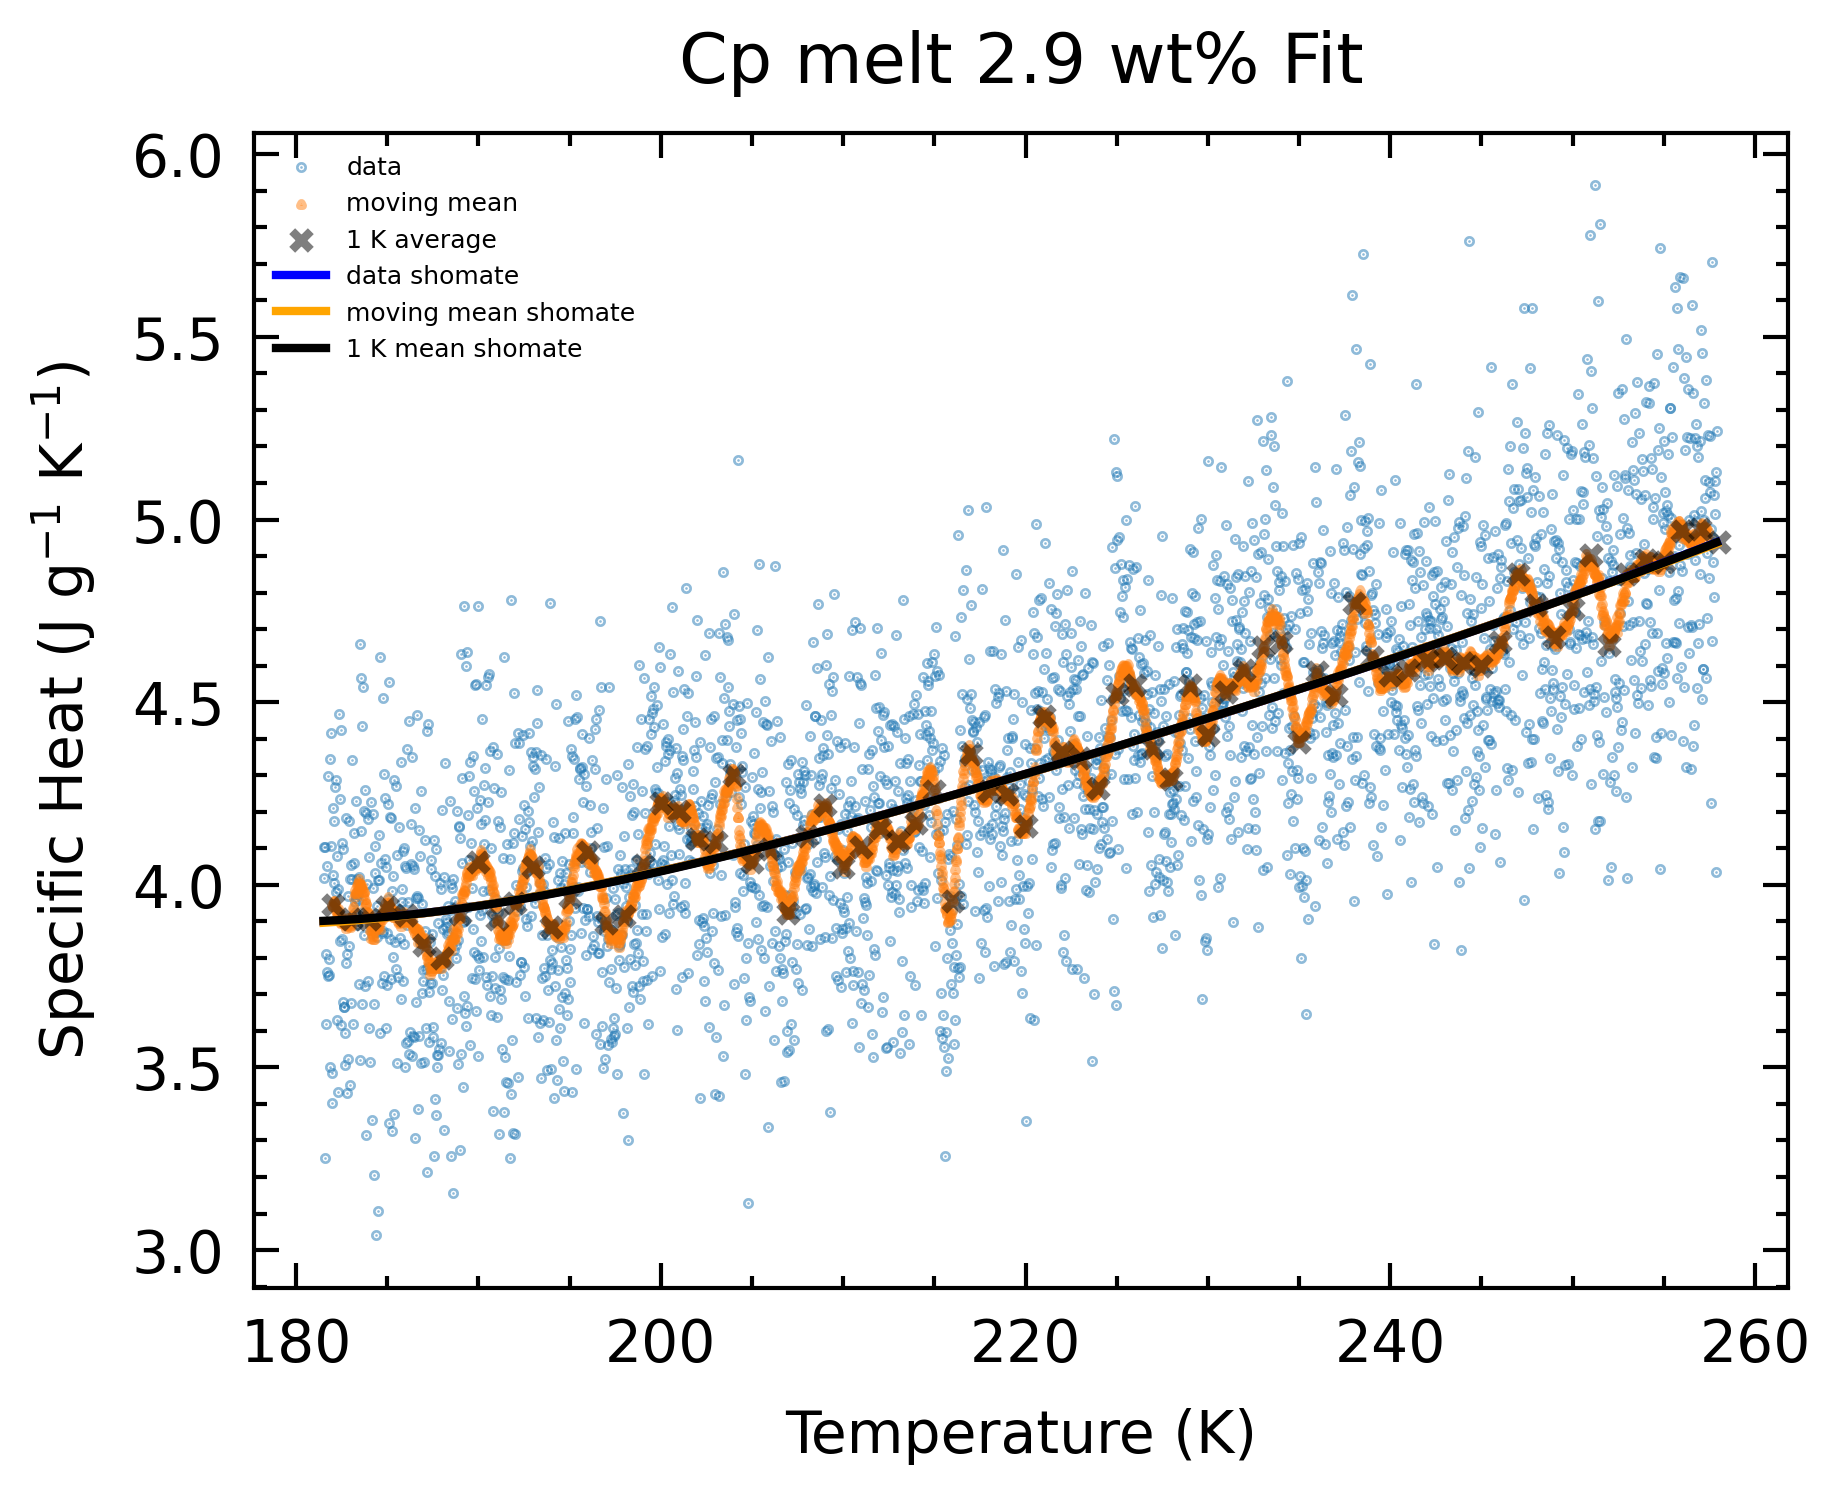 Cp melt 2.9 wt% Fit
6.0
5.5
5.0
4.5
4.0
3.5
3.0
Specific Heat (J g⁻¹ K⁻¹)
data
moving mean
1 K average
data shomate
moving mean shomate
1 K mean shomate
180 200 220 240 260
Temperature (K)